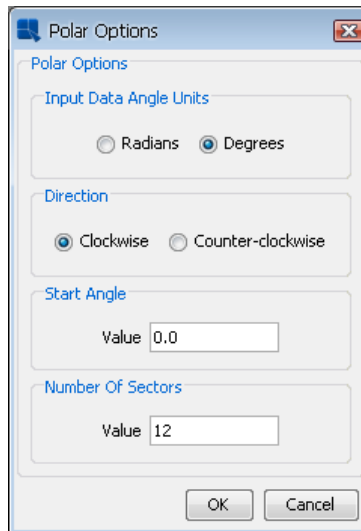 Polar Options
Polar Options
Input Data Angle Units
Radians Degrees
Direction
Clockwise Counter-clockwise
Start Angle
Value 0.0
Number Of Sectors
Value 12
OK Cancel